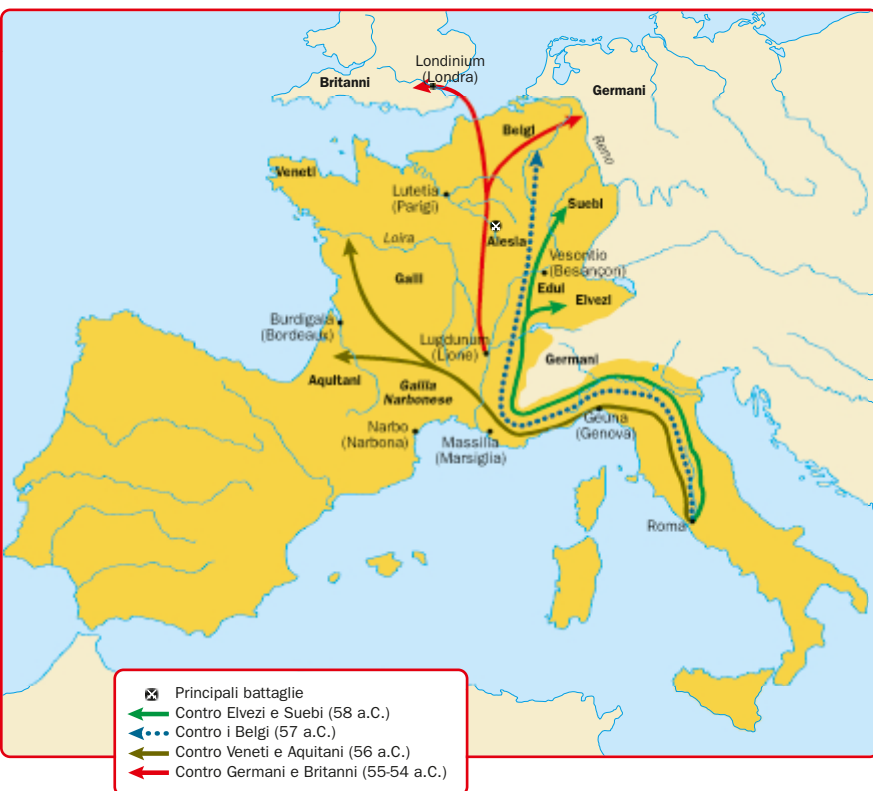 Londinium
(Londra)
Britanni
Germani
Belgi
Reno
Veneti
Lutetia
(Parigi)
Suebi
Loira
Alesia
Vesontio
(Besançon)
Galli
Edui
Elvezi
Burdigala
(Bordeaux)
Lugdunum
(Lione)
Germani
Aquitani
Gallia
Narbonese
Narbo
(Narbona)
Massilia
(Marsiglia)
Genua
(Genova)
Roma
Principali battaglie
Contro Elvezi e Suebi (58 a.C.)
Contro i Belgi (57 a.C.)
Contro Veneti e Aquitani (56 a.C.)
Contro Germani e Britanni (55-54 a.C.)